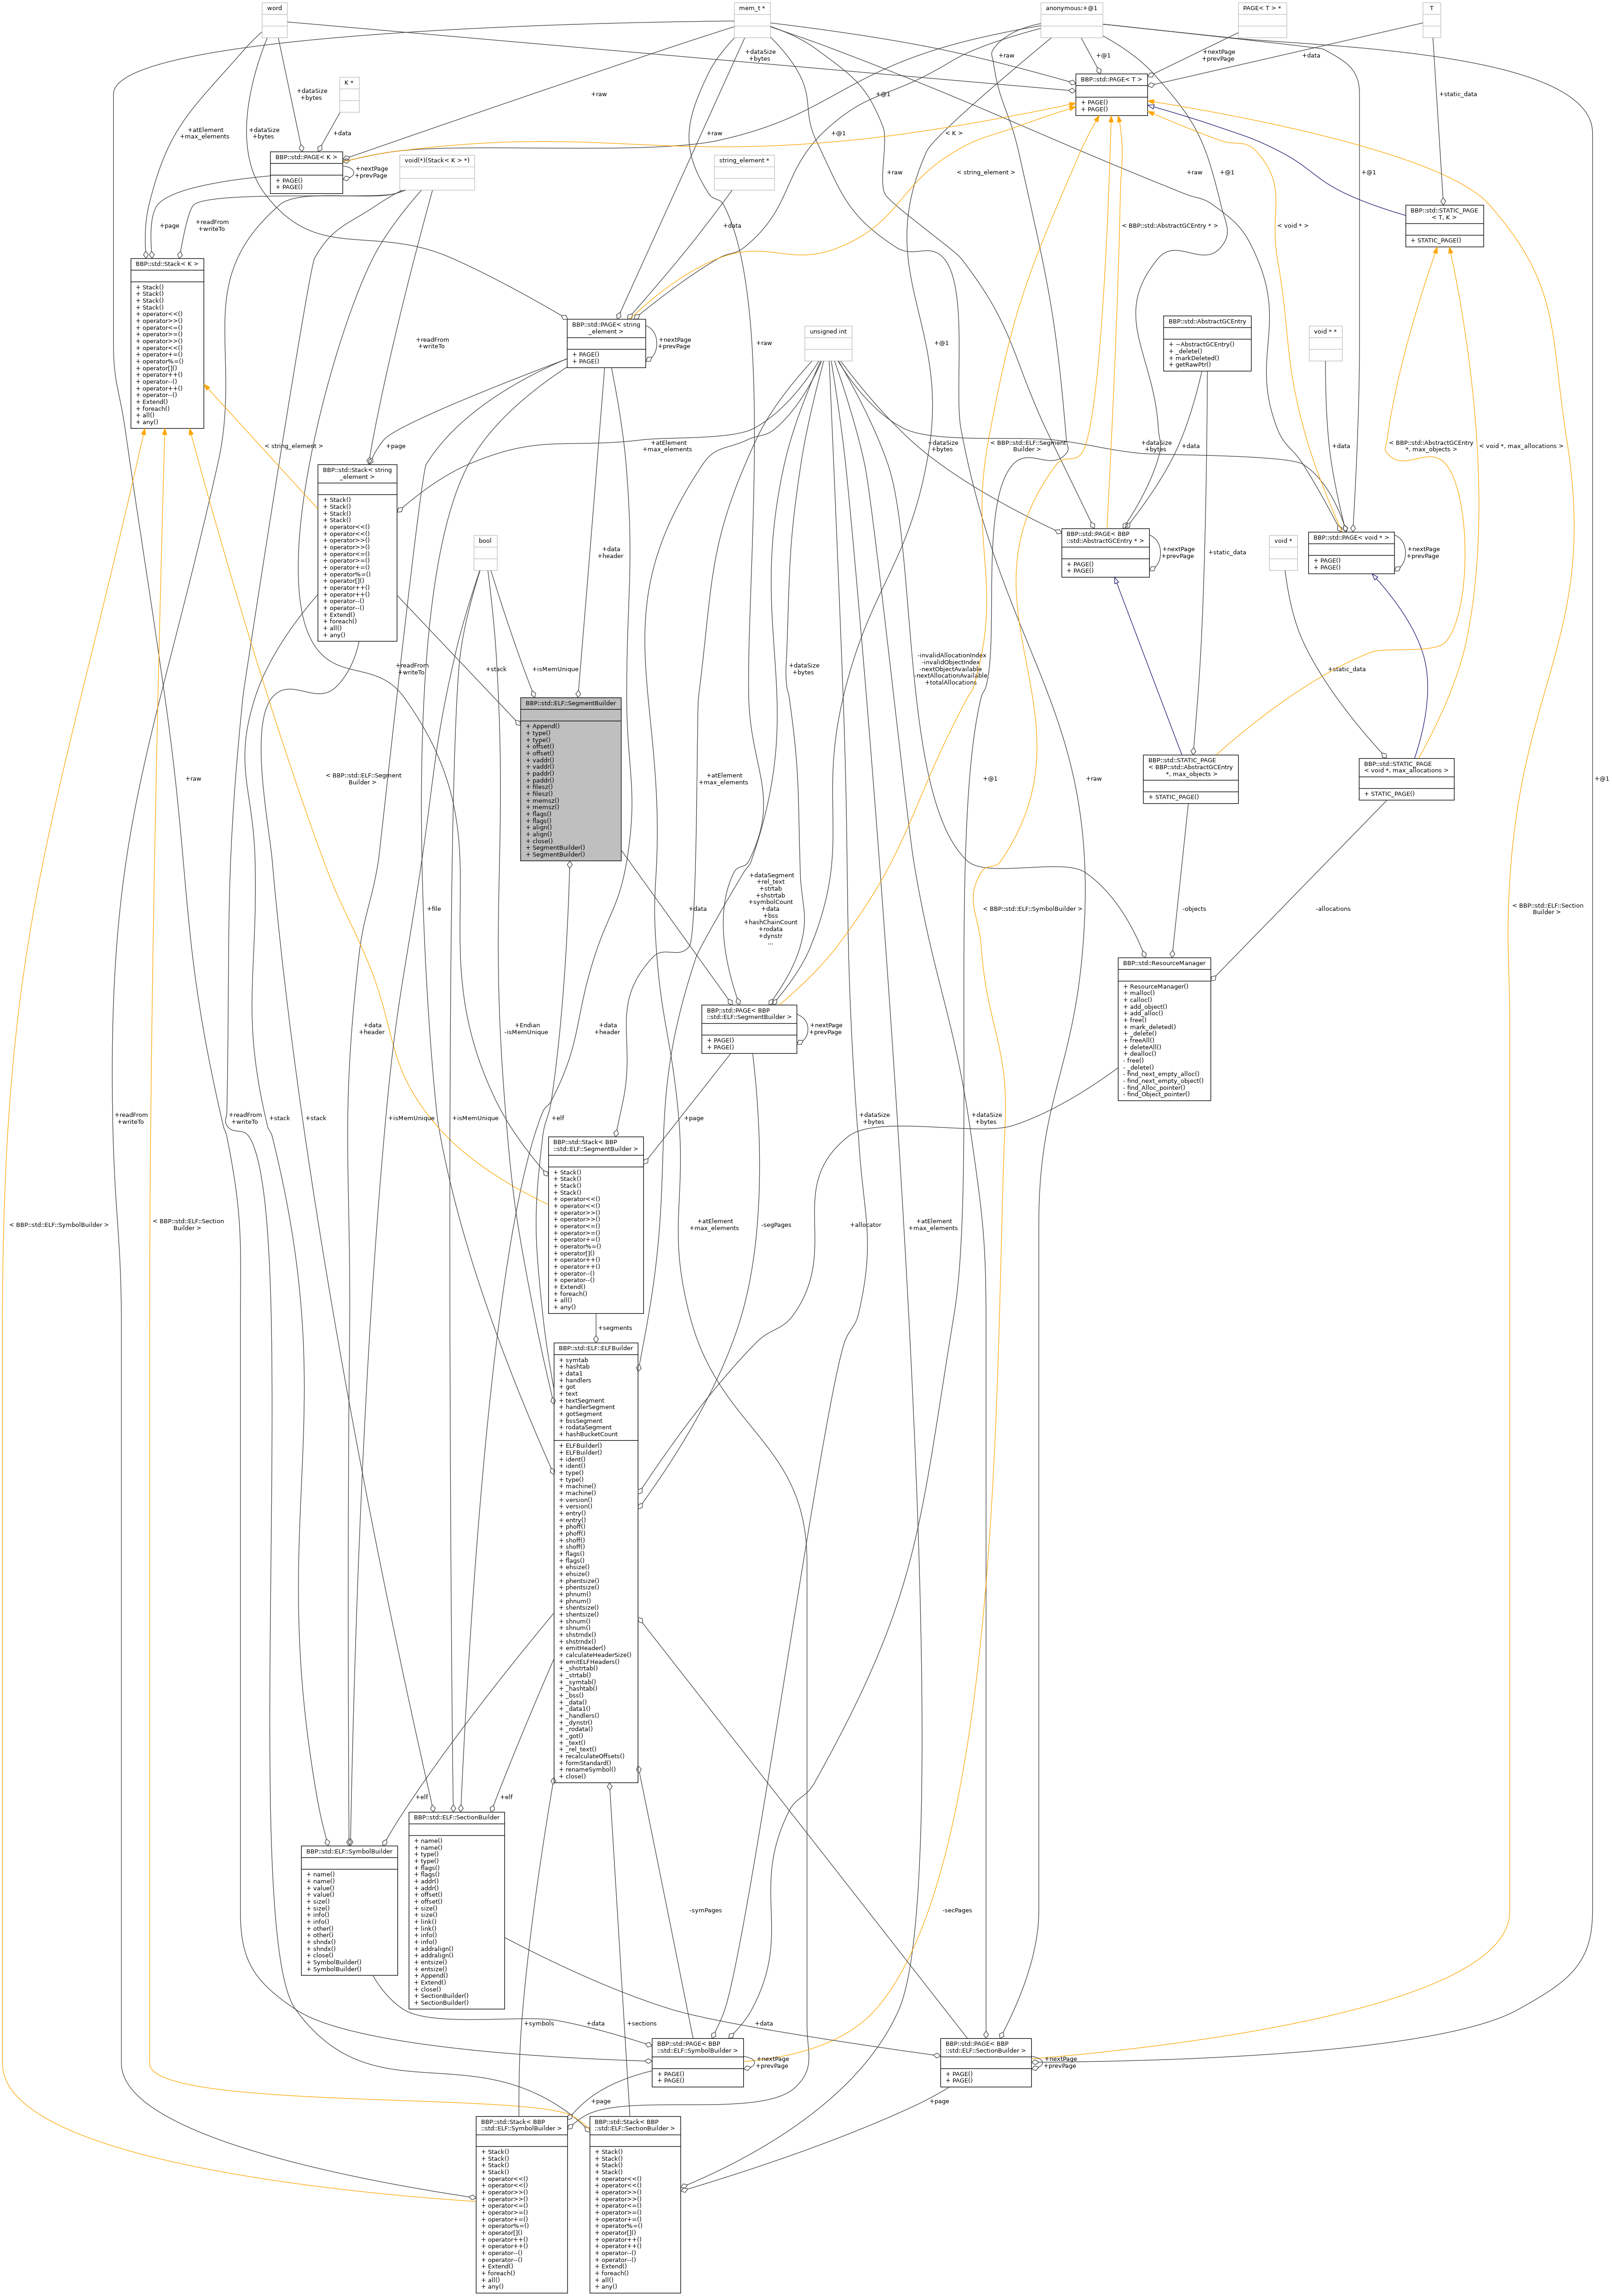 word
mem_t *
anonymous:+@1
PAGE< T > *
T
+dataSize
+bytes
+raw
+@1
+nextPage
+prevPage
+data
BBP::std::PAGE< T >
+ PAGE()
+ PAGE()
K *
+dataSize
+bytes
+raw
+@1
+static_data
+atElement
+max_elements
+dataSize
+bytes
+data
+raw
+@1
< K >
BBP::std::PAGE< K >
+ PAGE()
+ PAGE()
+nextPage
+prevPage
void(*)(Stack< K > *)
string_element *
+raw
+raw
+@1
+@1
< string_element >
BBP::std::STATIC_PAGE
< T, K >
+ STATIC_PAGE()
+page
+readFrom
+writeTo
+data
< BBP::std::AbstractGCEntry * >
< void * >
BBP::std::Stack< K >
+ Stack()
+ Stack()
+ Stack()
+ Stack()
+ operator<<()
+ operator>>()
+ operator<=()
+ operator>=()
+ operator>>()
+ operator<<()
+ operator+=()
+ operator%=()
+ operator[]()
+ operator++()
+ operator--()
+ operator++()
+ operator--()
+ Extend()
+ foreach()
+ all()
+ any()
BBP::std::PAGE< string
_element >
+ PAGE()
+ PAGE()
+nextPage
+prevPage
+readFrom
+writeTo
+raw
+@1
unsigned int
BBP::std::AbstractGCEntry
+ ~AbstractGCEntry()
+ _delete()
+ markDeleted()
+ getRawPtr()
void * *
< string_element >
+page
+atElement
+max_elements
+dataSize
+bytes
< BBP::std::ELF::Segment
Builder >
+data
+dataSize
+bytes
+data
< BBP::std::AbstractGCEntry
*, max_objects >
< void *, max_allocations >
BBP::std::Stack< string
_element >
+ Stack()
+ Stack()
+ Stack()
+ Stack()
+ operator<<()
+ operator<<()
+ operator>>()
+ operator>>()
+ operator<=()
+ operator>=()
+ operator+=()
+ operator%=()
+ operator[]()
+ operator++()
+ operator++()
+ operator--()
+ operator--()
+ Extend()
+ foreach()
+ all()
+ any()
bool
+data
+header
BBP::std::PAGE< BBP
::std::AbstractGCEntry * >
+ PAGE()
+ PAGE()
+nextPage
+prevPage
+static_data
void *
BBP::std::PAGE< void * >
+ PAGE()
+ PAGE()
+nextPage
+prevPage
+readFrom
+writeTo
+stack
+isMemUnique
+dataSize
+bytes
-invalidAllocationIndex
-invalidObjectIndex
-nextObjectAvailable
-nextAllocationAvailable
+totalAllocations
+static_data
BBP::std::ELF::SegmentBuilder
+ Append()
+ type()
+ type()
+ offset()
+ offset()
+ vaddr()
+ vaddr()
+ paddr()
+ paddr()
+ filesz()
+ filesz()
+ memsz()
+ memsz()
+ flags()
+ flags()
+ align()
+ align()
+ close()
+ SegmentBuilder()
+ SegmentBuilder()
+raw
< BBP::std::ELF::Segment
Builder >
+atElement
+max_elements
+@1
+raw
+@1
BBP::std::STATIC_PAGE
< BBP::std::AbstractGCEntry
*, max_objects >
+ STATIC_PAGE()
BBP::std::STATIC_PAGE
< void *, max_allocations >
+ STATIC_PAGE()
+file
+data
+dataSegment
+rel_text
+strtab
+shstrtab
+symbolCount
+data
+bss
+hashChainCount
+rodata
+dynstr
...
< BBP::std::ELF::SymbolBuilder >
-objects
-allocations
< BBP::std::ELF::Section
Builder >
BBP::std::ResourceManager
+ ResourceManager()
+ malloc()
+ calloc()
+ add_object()
+ add_alloc()
+ free()
+ mark_deleted()
+ _delete()
+ freeAll()
+ deleteAll()
+ dealloc()
- free()
- _delete()
- find_next_empty_alloc()
- find_next_empty_object()
- find_Alloc_pointer()
- find_Object_pointer()
+data
+header
+Endian
-isMemUnique
+data
+header
BBP::std::PAGE< BBP
::std::ELF::SegmentBuilder >
+ PAGE()
+ PAGE()
+nextPage
+prevPage
+readFrom
+writeTo
+readFrom
+writeTo
+stack
+stack
+isMemUnique
+isMemUnique
+elf
+page
+dataSize
+bytes
+dataSize
+bytes
BBP::std::Stack< BBP
::std::ELF::SegmentBuilder >
+ Stack()
+ Stack()
+ Stack()
+ Stack()
+ operator<<()
+ operator<<()
+ operator>>()
+ operator>>()
+ operator<=()
+ operator>=()
+ operator+=()
+ operator%=()
+ operator[]()
+ operator++()
+ operator++()
+ operator--()
+ operator--()
+ Extend()
+ foreach()
+ all()
+ any()
< BBP::std::ELF::SymbolBuilder >
< BBP::std::ELF::Section
Builder >
+atElement
+max_elements
-segPages
+allocator
+atElement
+max_elements
+segments
BBP::std::ELF::ELFBuilder
+ symtab
+ hashtab
+ data1
+ handlers
+ got
+ text
+ textSegment
+ handlerSegment
+ gotSegment
+ bssSegment
+ rodataSegment
+ hashBucketCount
+ ELFBuilder()
+ ELFBuilder()
+ ident()
+ ident()
+ type()
+ type()
+ machine()
+ machine()
+ version()
+ version()
+ entry()
+ entry()
+ phoff()
+ phoff()
+ shoff()
+ shoff()
+ flags()
+ flags()
+ ehsize()
+ ehsize()
+ phentsize()
+ phentsize()
+ phnum()
+ phnum()
+ shentsize()
+ shentsize()
+ shnum()
+ shnum()
+ shstrndx()
+ shstrndx()
+ emitHeader()
+ calculateHeaderSize()
+ emitELFHeaders()
+ _shstrtab()
+ _strtab()
+ _symtab()
+ _hashtab()
+ _bss()
+ _data()
+ _data1()
+ _handlers()
+ _dynstr()
+ _rodata()
+ _got()
+ _text()
+ _rel_text()
+ recalculateOffsets()
+ formStandard()
+ renameSymbol()
+ close()
+elf
+elf
BBP::std::ELF::SectionBuilder
+ name()
+ name()
+ type()
+ type()
+ flags()
+ flags()
+ addr()
+ addr()
+ offset()
+ offset()
+ size()
+ size()
+ link()
+ link()
+ info()
+ info()
+ addralign()
+ addralign()
+ entsize()
+ entsize()
+ Append()
+ Extend()
+ close()
+ SectionBuilder()
+ SectionBuilder()
BBP::std::ELF::SymbolBuilder
+ name()
+ name()
+ value()
+ value()
+ size()
+ size()
+ info()
+ info()
+ other()
+ other()
+ shndx()
+ shndx()
+ close()
+ SymbolBuilder()
+ SymbolBuilder()
-symPages
-secPages
+symbols
+data
+sections
+data
BBP::std::PAGE< BBP
::std::ELF::SymbolBuilder >
+ PAGE()
+ PAGE()
+nextPage
+prevPage
BBP::std::PAGE< BBP
::std::ELF::SectionBuilder >
+ PAGE()
+ PAGE()
+nextPage
+prevPage
+page
+page
BBP::std::Stack< BBP
::std::ELF::SymbolBuilder >
+ Stack()
+ Stack()
+ Stack()
+ Stack()
+ operator<<()
+ operator<<()
+ operator>>()
+ operator>>()
+ operator<=()
+ operator>=()
+ operator+=()
+ operator%=()
+ operator[]()
+ operator++()
+ operator++()
+ operator--()
+ operator--()
+ Extend()
+ foreach()
+ all()
+ any()
BBP::std::Stack< BBP
::std::ELF::SectionBuilder >
+ Stack()
+ Stack()
+ Stack()
+ Stack()
+ operator<<()
+ operator<<()
+ operator>>()
+ operator>>()
+ operator<=()
+ operator>=()
+ operator+=()
+ operator%=()
+ operator[]()
+ operator++()
+ operator++()
+ operator--()
+ operator--()
+ Extend()
+ foreach()
+ all()
+ any()